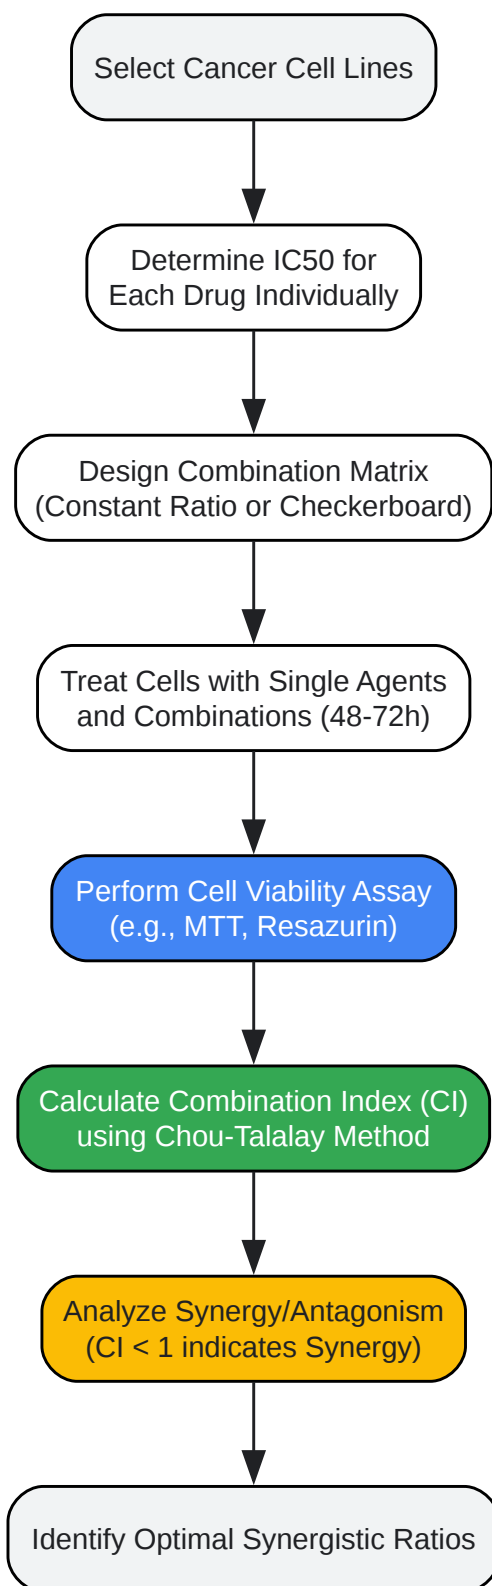 Select Cancer Cell Lines
Determine IC50 for
Each Drug Individually
Design Combination Matrix
(Constant Ratio or Checkerboard)
Treat Cells with Single Agents
and Combinations (48-72h)
Perform Cell Viability Assay
(e.g., MTT, Resazurin)
Calculate Combination Index (CI)
using Chou-Talalay Method
Analyze Synergy/Antagonism
(CI < 1 indicates Synergy)
Identify Optimal Synergistic Ratios